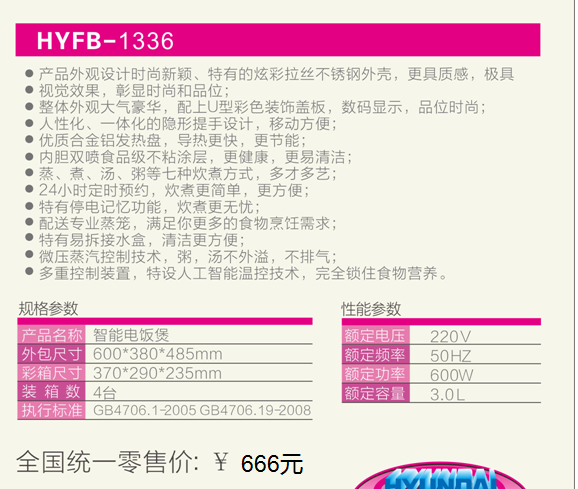 HYFB-1336
● 产品外观设计时尚新颖、特有的炫彩拉丝不锈钢外壳，更具质感，极具
● 视觉效果，彰显时尚和品位；
● 整体外观大气豪华，配上U型彩色装饰盖板，数码显示，品位时尚；
● 人性化、一体化的隐形提手设计，移动方便；
● 优质合金铝发热盘，导热更快，更节能；
● 内胆双喷食品级不粘涂层，更健康，更易清洁；
● 蒸、煮、汤、粥等七种炊煮方式，多才多艺；
● 24小时定时预约，炊煮更简单，更方便；
● 特有停电记忆功能，炊煮更无忧；
● 配送专业蒸笼，满足你更多的食物烹饪需求；
● 特有易拆接水盒，清洁更方便；
● 微压蒸汽控制技术，粥，汤不外溢，不排气；
● 多重控制装置，特设人工智能温控技术，完全锁住食物营养。
规格参数
产品名称 智能电饭煲
外包尺寸 600*380*485mm
彩箱尺寸 370*290*235mm
装箱数 4台
执行标准 GB4706.1-2005 GB4706.19-2008
性能参数
额定电压 220V
额定频率 50HZ
额定功率 600W
额定容量 3.0L
全国统一零售价: ¥ 666元
HYUNDAI